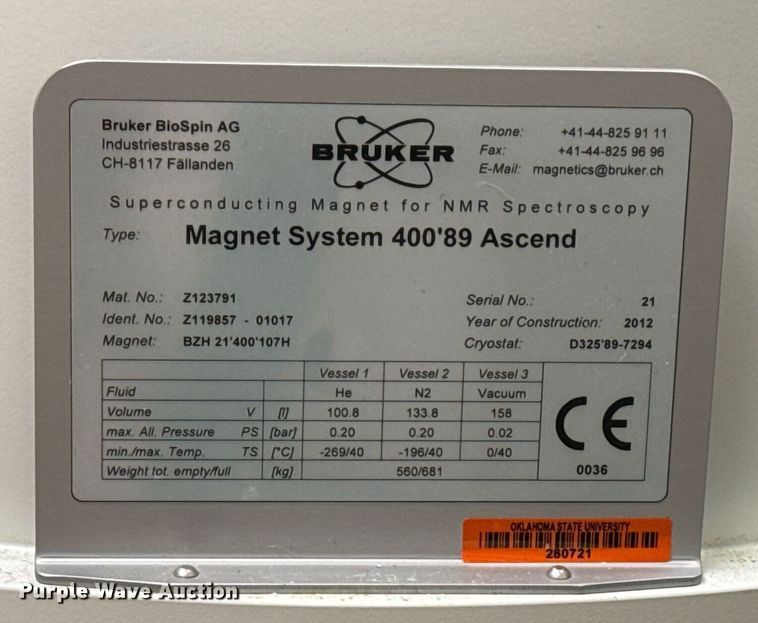 Bruker BioSpin AG
Industriestrasse 26
CH-8117 Fällanden
BRUKER
Phone: +41-44-825 91 11
Fax: +41-44-825 96 96
E-Mail: magnetics@bruker.ch
Superconducting Magnet for NMR Spectroscopy
Type: Magnet System 400'89 Ascend
Mat. No.: Z123791 Serial No.: 21
Ident. No.: Z119857 - 01017 Year of Construction: 2012
Magnet: BZH 21'400'107H Cryostat: D325'89-7294
Vessel 1 Vessel 2 Vessel 3
Fluid He N2 Vacuum
Volume V [l] 100.8 133.8 158
max. All. Pressure PS [bar] 0.20 0.20 0.02
min./max. Temp. TS [°C] -269/40 -196/40 0/40
Weight tot. empty/full [kg] 560/681
CE
0036
OKLAHOMA STATE UNIVERSITY
280721
Purple Wave Auction